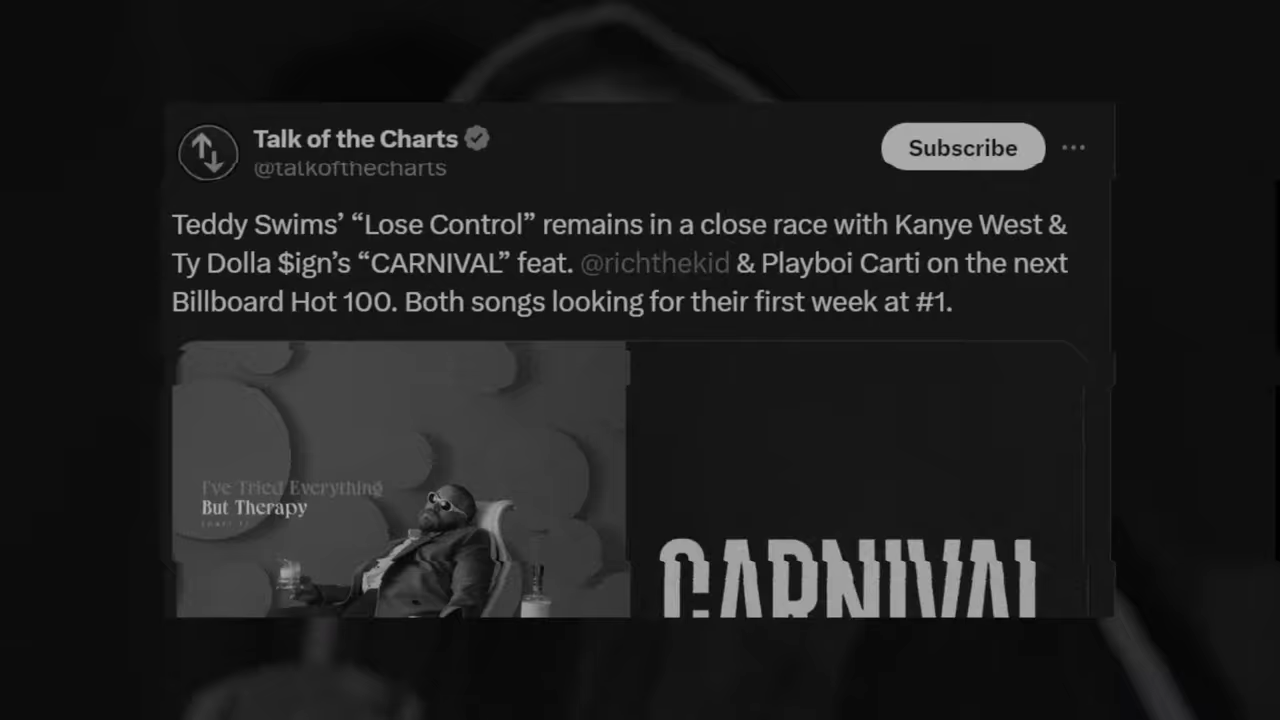 Talk of the Charts
@talkofthecharts
Subscribe
Teddy Swims’ “Lose Control” remains in a close race with Kanye West &
Ty Dolla $ign’s “CARNIVAL” feat. @richthekid & Playboi Carti on the next
Billboard Hot 100. Both songs looking for their first week at #1.
I've Tried Everything
But Therapy
(part 1)
CARNIVAL